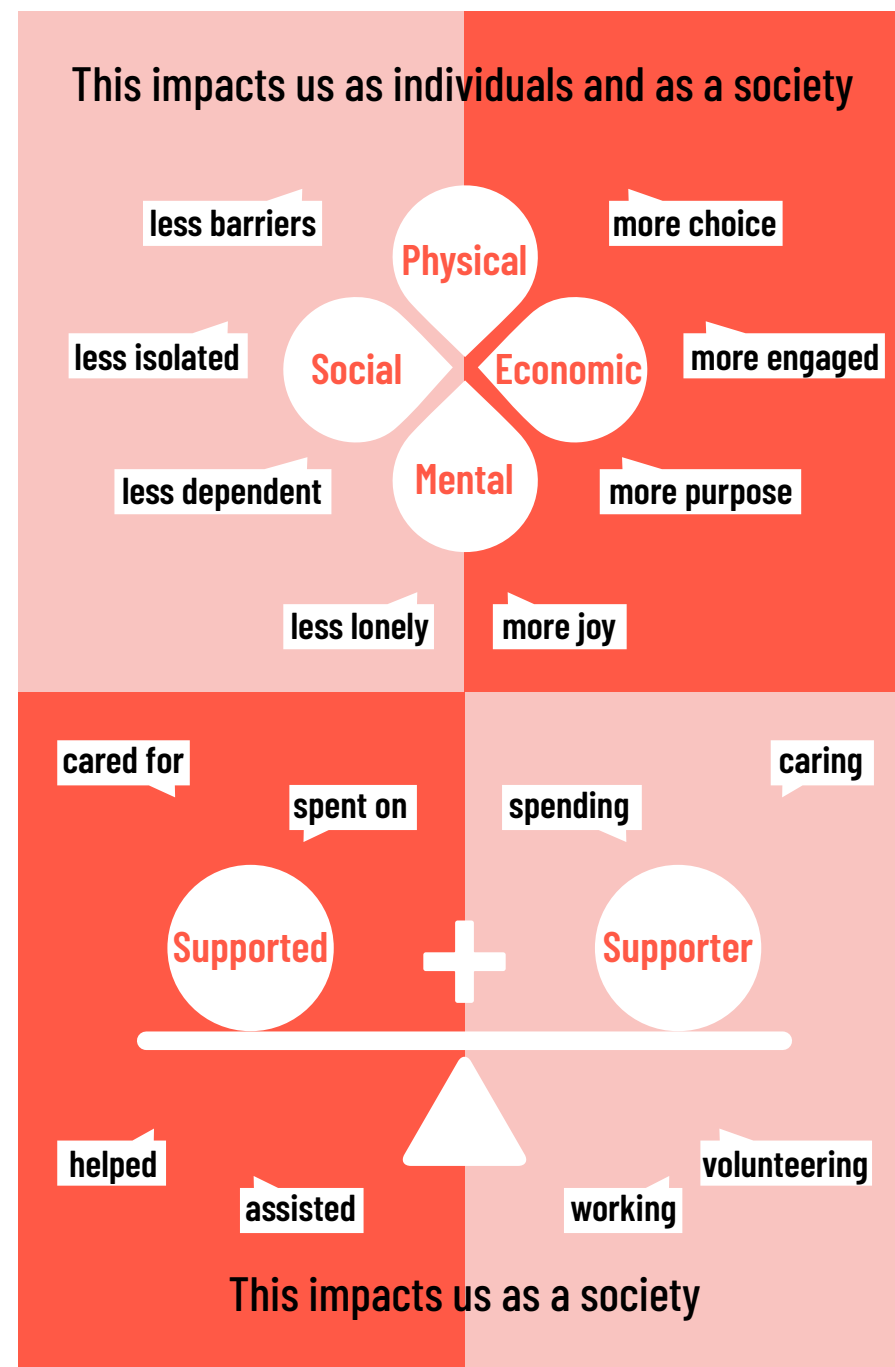 This impacts us as individuals and as a society
less barriers
more choice
Physical
less isolated
Social
Economic
more engaged
less dependent
Mental
more purpose
less lonely
more joy
cared for
caring
spent on
spending
Supported
Supporter
helped
volunteering
assisted
working
This impacts us as a society